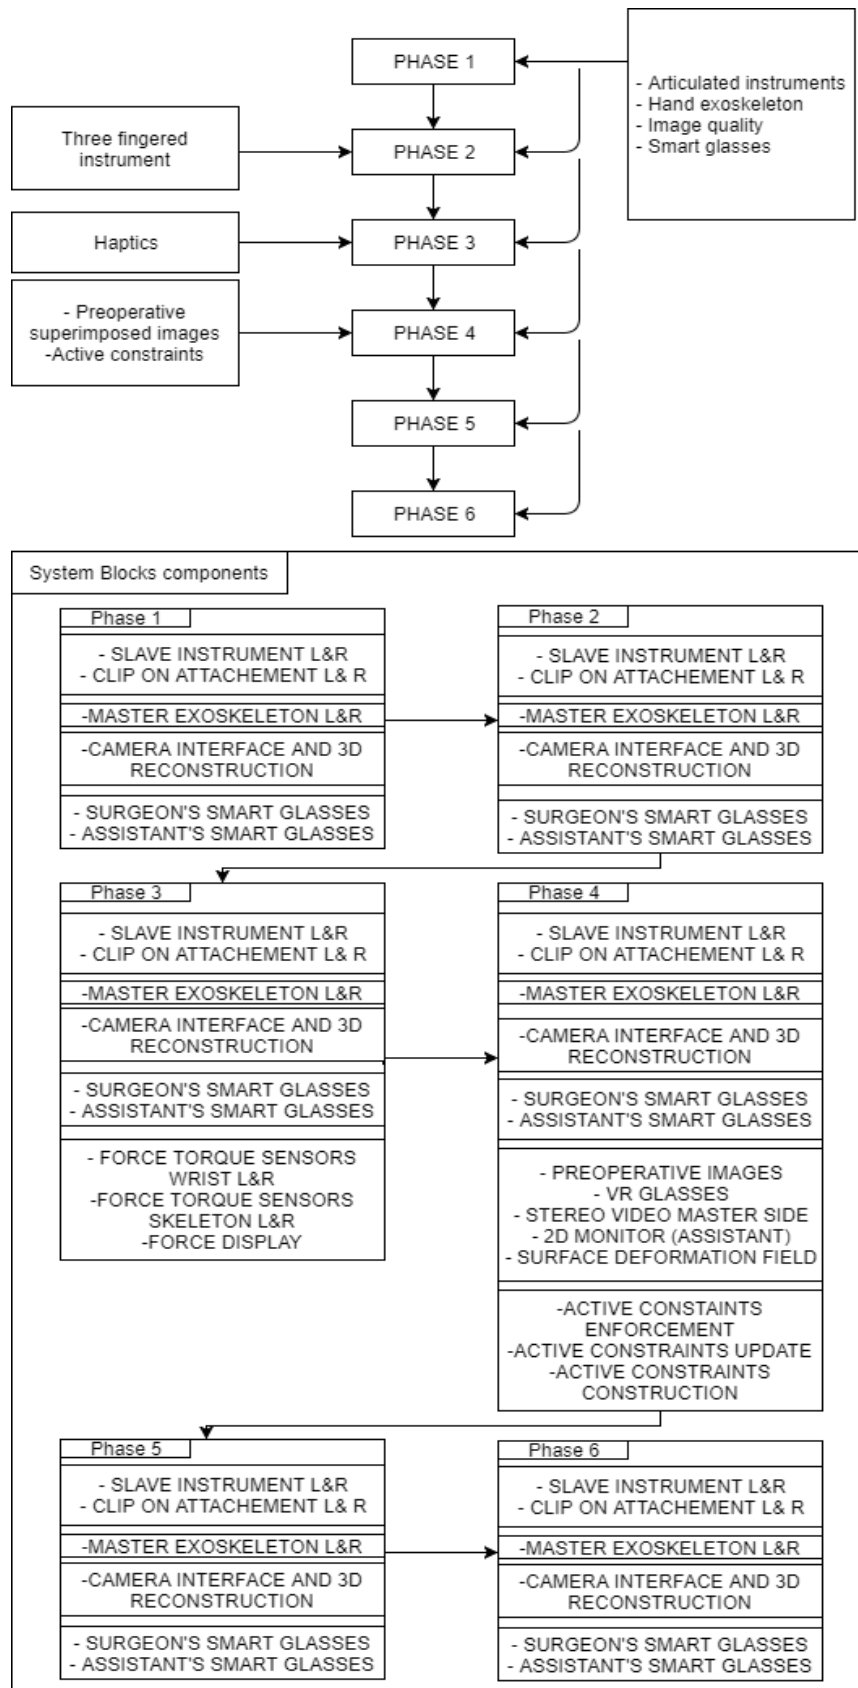 PHASE 1
- Articulated instruments
- Hand exoskeleton
- Image quality
- Smart glasses
Three fingered
instrument
PHASE 2
Haptics
PHASE 3
- Preoperative
superimposed images
-Active constraints
PHASE 4
PHASE 5
PHASE 6
System Blocks components
Phase 1
- SLAVE INSTRUMENT L&R
- CLIP ON ATTACHEMENT L& R
-MASTER EXOSKELETON L&R
-CAMERA INTERFACE AND 3D
RECONSTRUCTION
- SURGEON'S SMART GLASSES
- ASSISTANT'S SMART GLASSES
Phase 2
- SLAVE INSTRUMENT L&R
- CLIP ON ATTACHEMENT L& R
-MASTER EXOSKELETON L&R
-CAMERA INTERFACE AND 3D
RECONSTRUCTION
- SURGEON'S SMART GLASSES
- ASSISTANT'S SMART GLASSES
Phase 3
- SLAVE INSTRUMENT L&R
- CLIP ON ATTACHEMENT L& R
-MASTER EXOSKELETON L&R
-CAMERA INTERFACE AND 3D
RECONSTRUCTION
- SURGEON'S SMART GLASSES
- ASSISTANT'S SMART GLASSES
- FORCE TORQUE SENSORS
WRIST L&R
-FORCE TORQUE SENSORS
SKELETON L&R
-FORCE DISPLAY
Phase 4
- SLAVE INSTRUMENT L&R
- CLIP ON ATTACHEMENT L& R
-MASTER EXOSKELETON L&R
-CAMERA INTERFACE AND 3D
RECONSTRUCTION
- SURGEON'S SMART GLASSES
- ASSISTANT'S SMART GLASSES
- PREOPERATIVE IMAGES
- VR GLASSES
- STEREO VIDEO MASTER SIDE
- 2D MONITOR (ASSISTANT)
- SURFACE DEFORMATION FIELD
-ACTIVE CONSTAINTS
ENFORCEMENT
-ACTIVE CONSTRAINTS UPDATE
-ACTIVE CONSTRAINTS
CONSTRUCTION
Phase 5
- SLAVE INSTRUMENT L&R
- CLIP ON ATTACHEMENT L& R
-MASTER EXOSKELETON L&R
-CAMERA INTERFACE AND 3D
RECONSTRUCTION
- SURGEON'S SMART GLASSES
- ASSISTANT'S SMART GLASSES
Phase 6
- SLAVE INSTRUMENT L&R
- CLIP ON ATTACHEMENT L& R
-MASTER EXOSKELETON L&R
-CAMERA INTERFACE AND 3D
RECONSTRUCTION
- SURGEON'S SMART GLASSES
- ASSISTANT'S SMART GLASSES